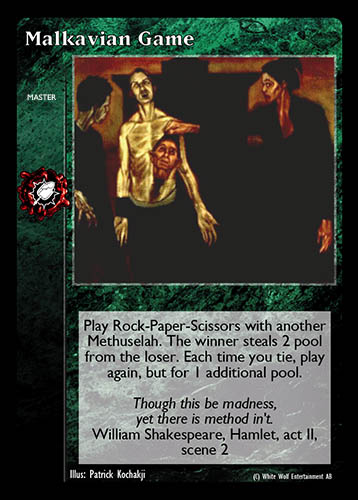 Malkavian Game
MASTER
Play Rock-Paper-Scissors with another
Methuselah. The winner steals 2 pool
from the loser. Each time you tie, play
again, but for 1 additional pool.
Though this be madness,
yet there is method in't.
William Shakespeare, Hamlet, act II,
scene 2
Illus: Patrick Kochakji
(C) White Wolf Entertainment AB